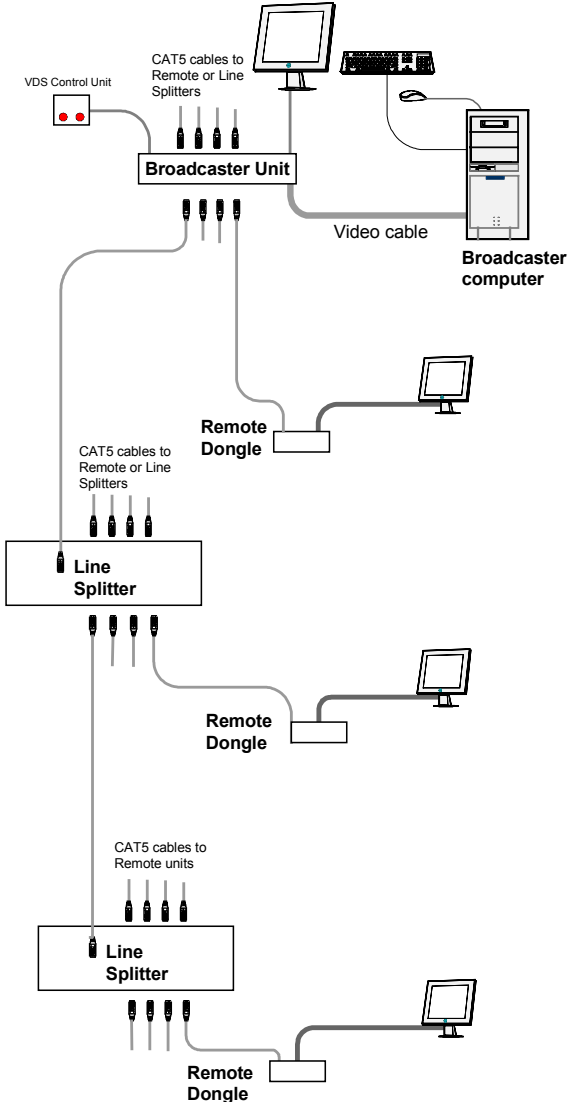 CAT5 cables to
Remote or Line
Splitters
VDS Control Unit
Broadcaster Unit
Video cable
Broadcaster
computer
Remote
Dongle
CAT5 cables to
Remote or Line
Splitters
Line
Splitter
Remote
Dongle
CAT5 cables to
Remote units
Line
Splitter
Remote
Dongle